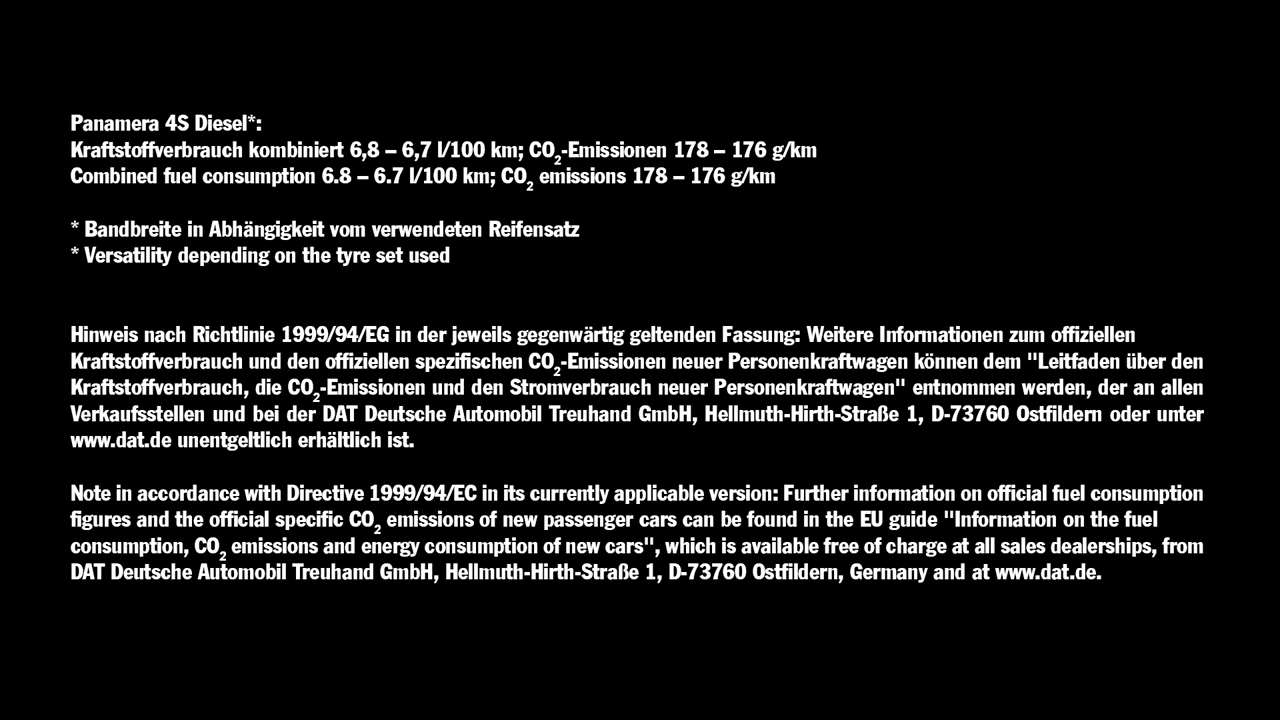 Panamera 4S Diesel*:
Kraftstoffverbrauch kombiniert 6,8 – 6,7 l/100 km; CO₂-Emissionen 178 – 176 g/km
Combined fuel consumption 6.8 – 6.7 l/100 km; CO₂ emissions 178 – 176 g/km
* Bandbreite in Abhängigkeit vom verwendeten Reifensatz
* Versatility depending on the tyre set used
Hinweis nach Richtlinie 1999/94/EG in der jeweils gegenwärtig geltenden Fassung: Weitere Informationen zum offiziellen
Kraftstoffverbrauch und den offiziellen spezifischen CO₂-Emissionen neuer Personenkraftwagen können dem "Leitfaden über den
Kraftstoffverbrauch, die CO₂-Emissionen und den Stromverbrauch neuer Personenkraftwagen" entnommen werden, der an allen
Verkaufsstellen und bei der DAT Deutsche Automobil Treuhand GmbH, Hellmuth-Hirth-Straße 1, D-73760 Ostfildern oder unter
www.dat.de unentgeltlich erhältlich ist.
Note in accordance with Directive 1999/94/EC in its currently applicable version: Further information on official fuel consumption
figures and the official specific CO₂ emissions of new passenger cars can be found in the EU guide "Information on the fuel
consumption, CO₂ emissions and energy consumption of new cars", which is available free of charge at all sales dealerships, from
DAT Deutsche Automobil Treuhand GmbH, Hellmuth-Hirth-Straße 1, D-73760 Ostfildern, Germany and at www.dat.de.